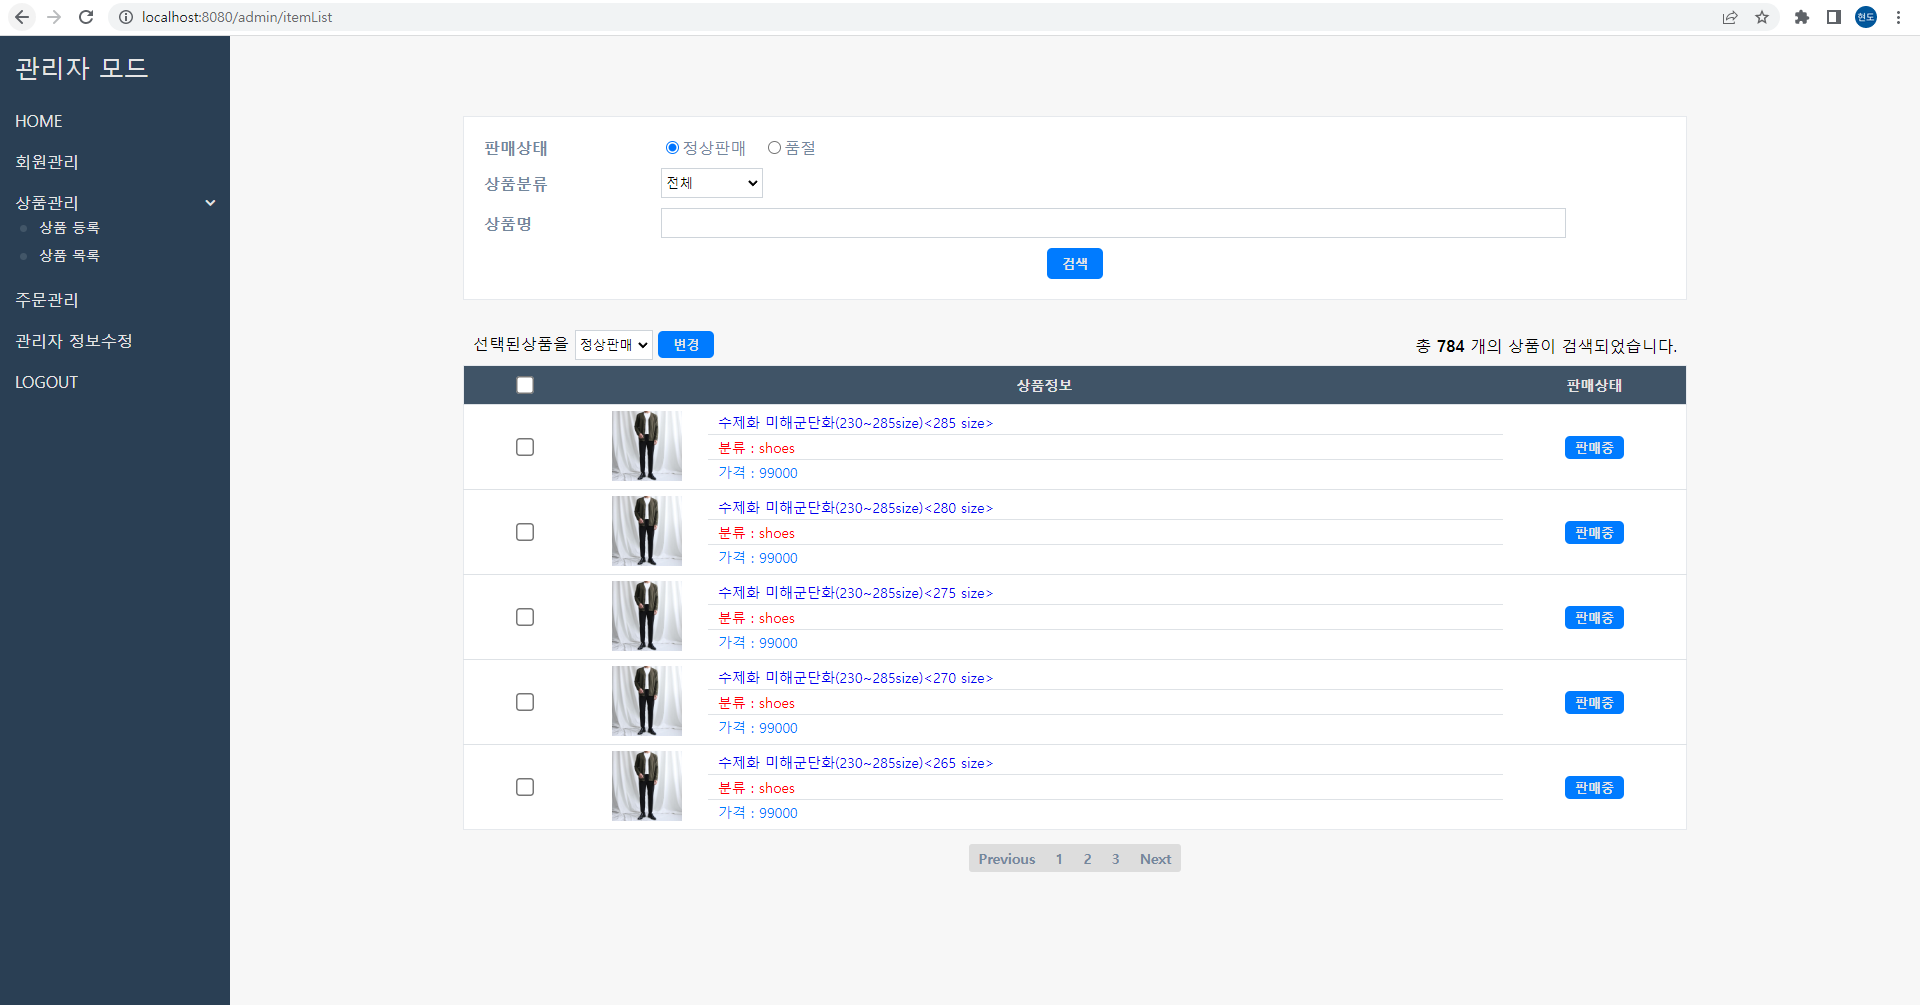 localhost:8080/admin/itemList
현도
관리자 모드
HOME
회원관리
상품관리
상품 등록
상품 목록
주문관리
관리자 정보수정
LOGOUT
판매상태 정상판매 품절
상품분류 전체
상품명
검색
선택된상품을 정상판매 변경 총 784 개의 상품이 검색되었습니다.
상품정보 판매상태
수제화 미해군단화(230~285size)<285 size>
분류 : shoes
가격 : 99000
판매중
수제화 미해군단화(230~285size)<280 size>
분류 : shoes
가격 : 99000
판매중
수제화 미해군단화(230~285size)<275 size>
분류 : shoes
가격 : 99000
판매중
수제화 미해군단화(230~285size)<270 size>
분류 : shoes
가격 : 99000
판매중
수제화 미해군단화(230~285size)<265 size>
분류 : shoes
가격 : 99000
판매중
Previous 1 2 3 Next